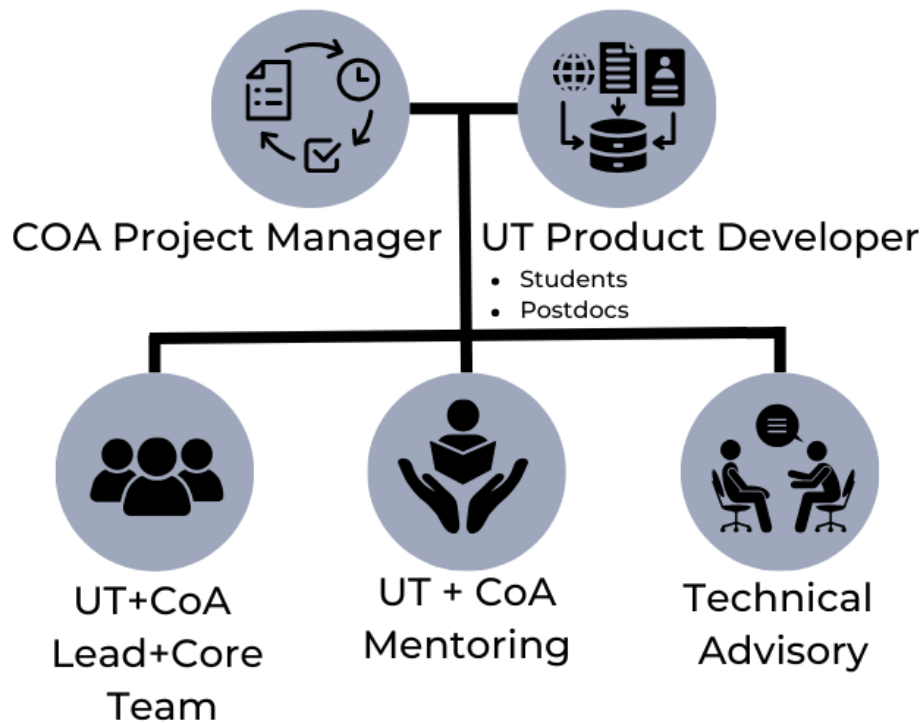 COA Project Manager
UT Product Developer
• Students
• Postdocs
UT+CoA
Lead+Core
Team
UT + CoA
Mentoring
Technical
Advisory